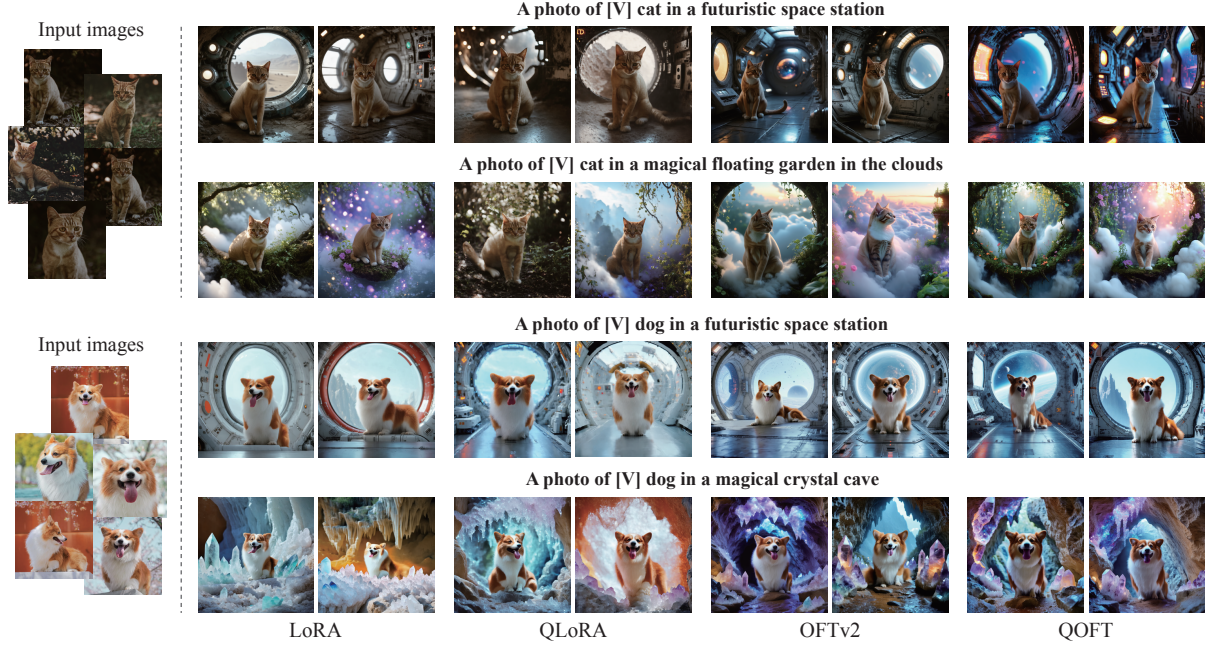 A photo of [V] cat in a futuristic space station
Input images
A photo of [V] cat in a magical floating garden in the clouds
A photo of [V] dog in a futuristic space station
Input images
A photo of [V] dog in a magical crystal cave
LoRA
QLoRA
OFTv2
QOFT